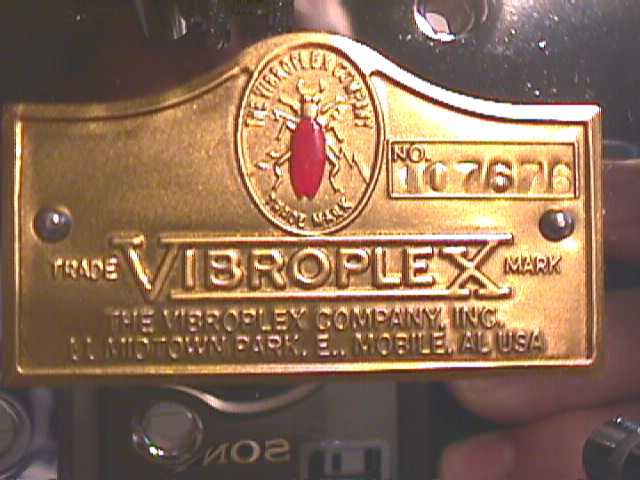 THE VIBROPLEX COMPANY
TRADE MARK
NO.
107676
TRADE VIBROPLEX MARK
THE VIBROPLEX COMPANY, INC.
11 MIDTOWN PARK, E., MOBILE, AL USA
SON